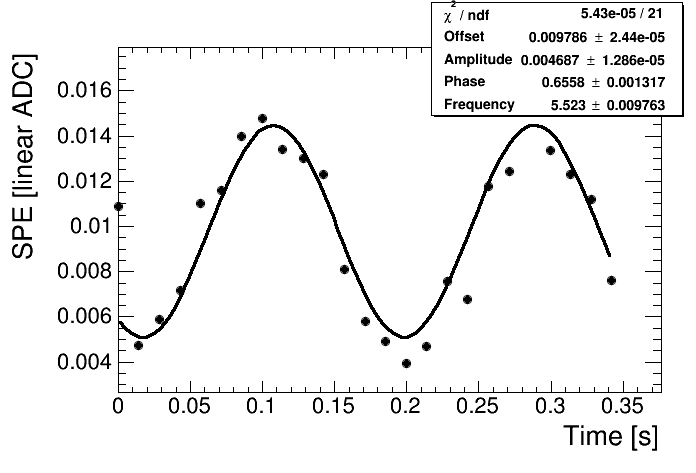 χ² / ndf 5.43e-05 / 21
Offset 0.009786 ± 2.44e-05
Amplitude 0.004687 ± 1.286e-05
Phase 0.6558 ± 0.001317
Frequency 5.523 ± 0.009763
SPE [linear ADC]
0.016
0.014
0.012
0.01
0.008
0.006
0.004
0 0.05 0.1 0.15 0.2 0.25 0.3 0.35
Time [s]